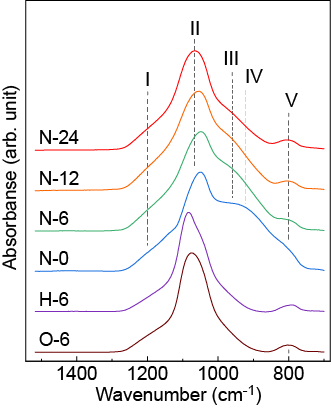 II
III
IV
I
V
N-24
N-12
N-6
N-0
H-6
O-6
Absorbanse (arb. unit)
1400 1200 1000 800
Wavenumber (cm-1)